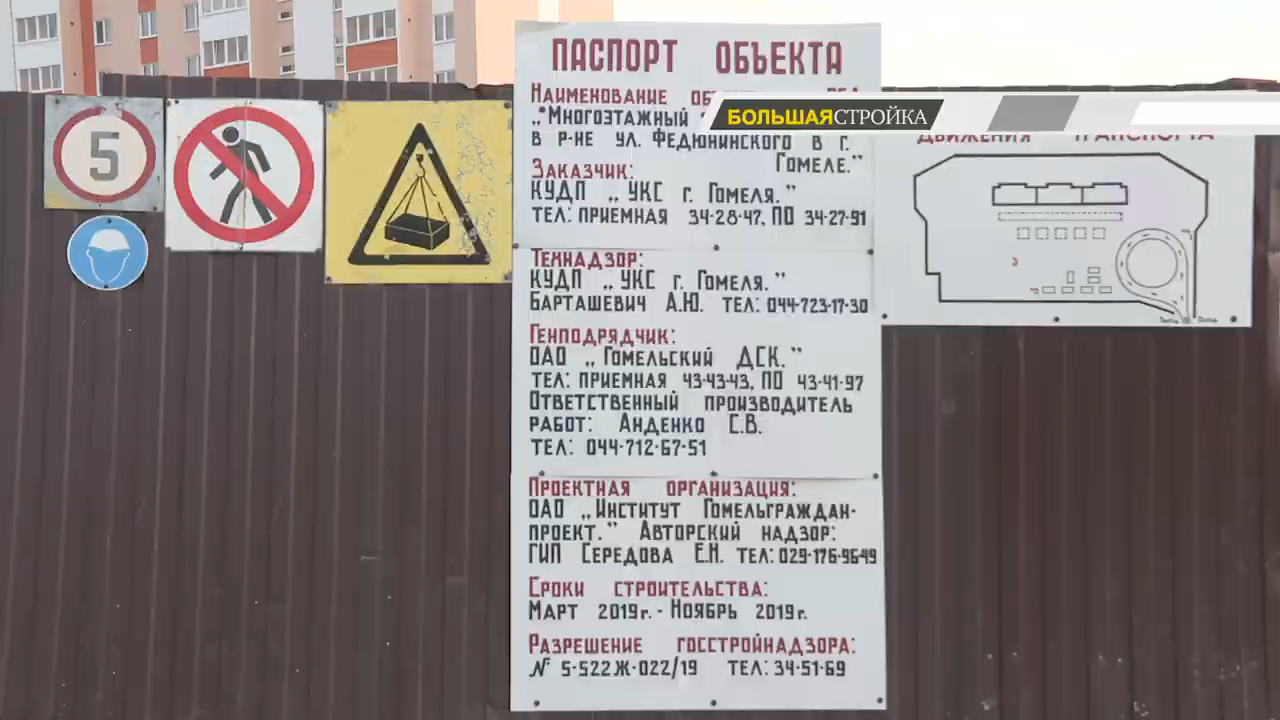 5
ПАСПОРТ ОБЪЕКТА
НАИМЕНОВАНИЕ
„МНОГОЭТАЖНЫЙ
В Р-НЕ УЛ. ФЕДЮНИНСКОГО В Г.
ГОМЕЛЕ."
ЗАКАЗЧИК:
КУДП „УКС г. ГОМЕЛЯ."
ТЕЛ: ПРИЕМНАЯ 34-28-47, ПО 34-27-91
ТЕХНАДЗОР:
КУДП „УКС г. ГОМЕЛЯ."
БАРТАШЕВИЧ А.Ю. ТЕЛ: 044-723-17-30
ГЕНПОДРЯДЧИК:
ОАО „ГОМЕЛЬСКИЙ ДСК."
ТЕЛ: ПРИЕМНАЯ 43-43-43, ПО 43-41-97
ОТВЕТСТВЕННЫЙ ПРОИЗВОДИТЕЛЬ
РАБОТ: АНДЕНКО С.В.
ТЕЛ: 044-712-67-51
ПРОЕКТНАЯ ОРГАНИЗАЦИЯ:
ОАО „ИНСТИТУТ ГОМЕЛЬГРАЖДАН-
ПРОЕКТ." АВТОРСКИЙ НАДЗОР:
ГИП СЕРЕДОВА Е.Н. ТЕЛ: 029-176-96-49
СРОКИ СТРОИТЕЛЬСТВА:
МАРТ 2019г. - НОЯБРЬ 2019г.
РАЗРЕШЕНИЕ ГОССТРОЙНАДЗОРА:
№ 5-522Ж-022/19 ТЕЛ: 34-51-69
БОЛЬШАЯСТРОЙКА
ДВИЖЕНИЯ ТРАНСПОРТА